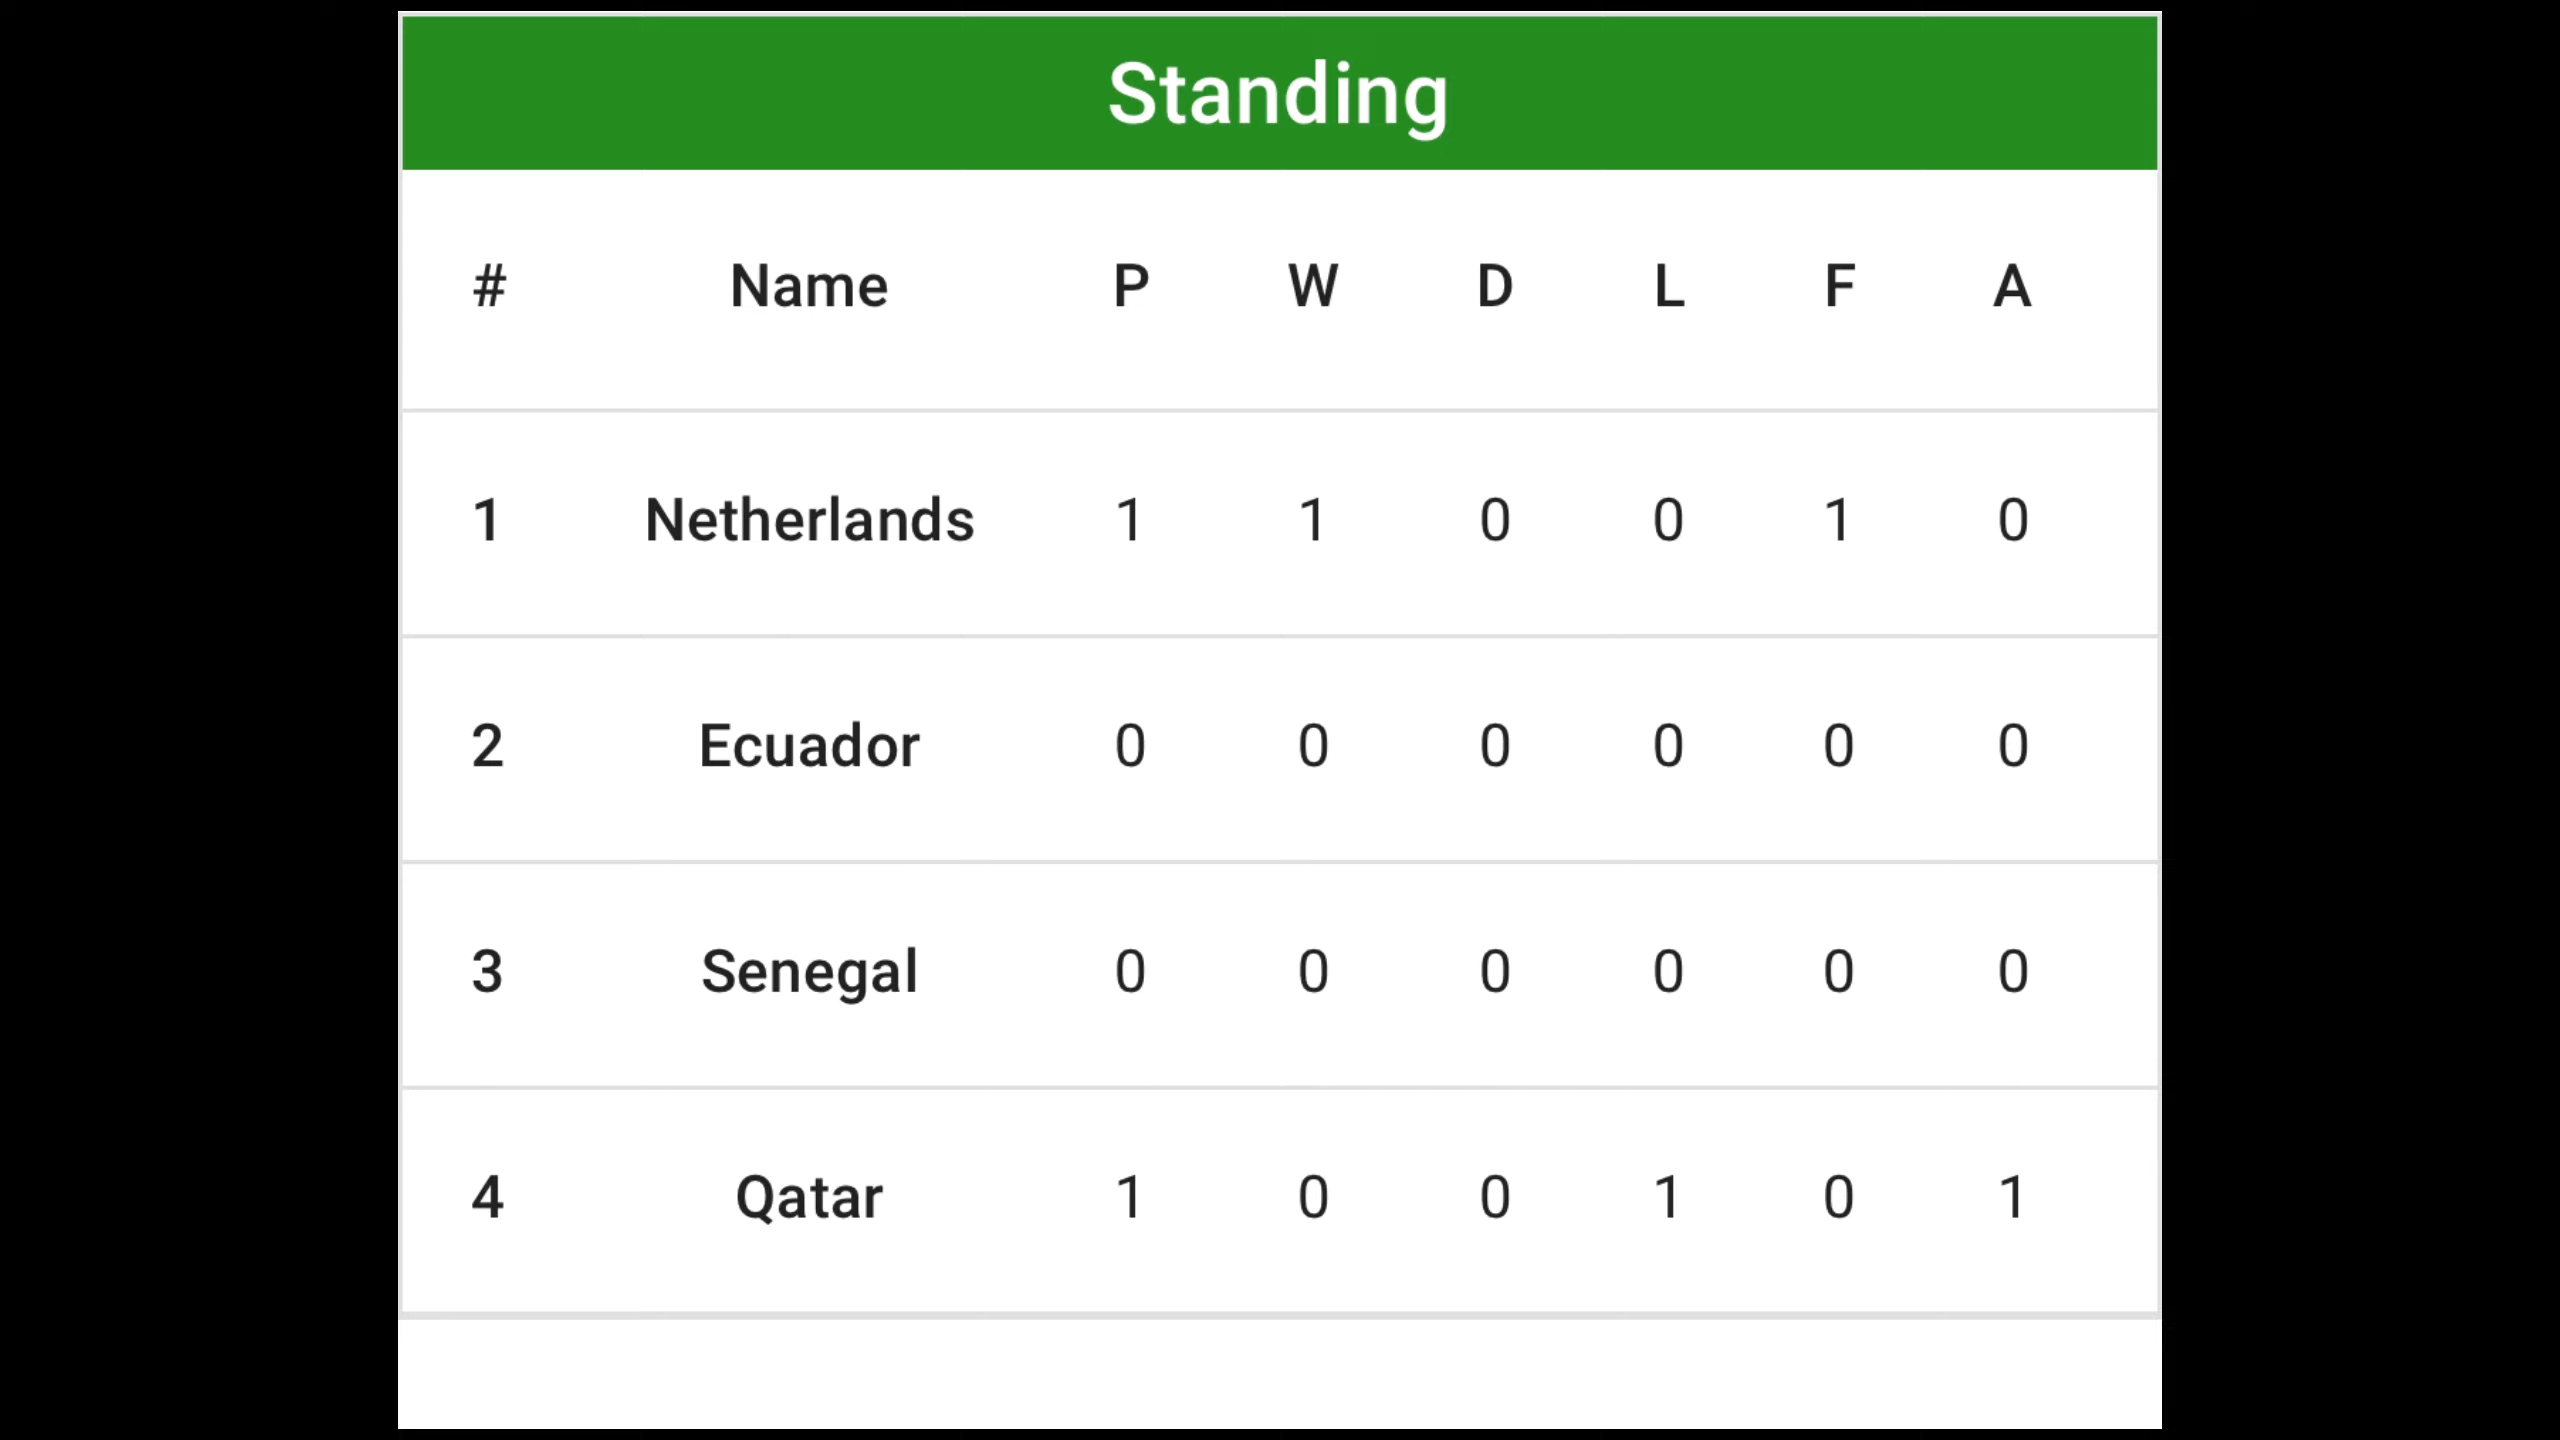 Standing
# Name P W D L F A
1 Netherlands 1 1 0 0 1 0
2 Ecuador 0 0 0 0 0 0
3 Senegal 0 0 0 0 0 0
4 Qatar 1 0 0 1 0 1